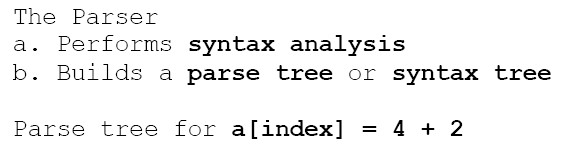 The Parser
a. Performs syntax analysis
b. Builds a parse tree or syntax tree
Parse tree for a[index] = 4 + 2